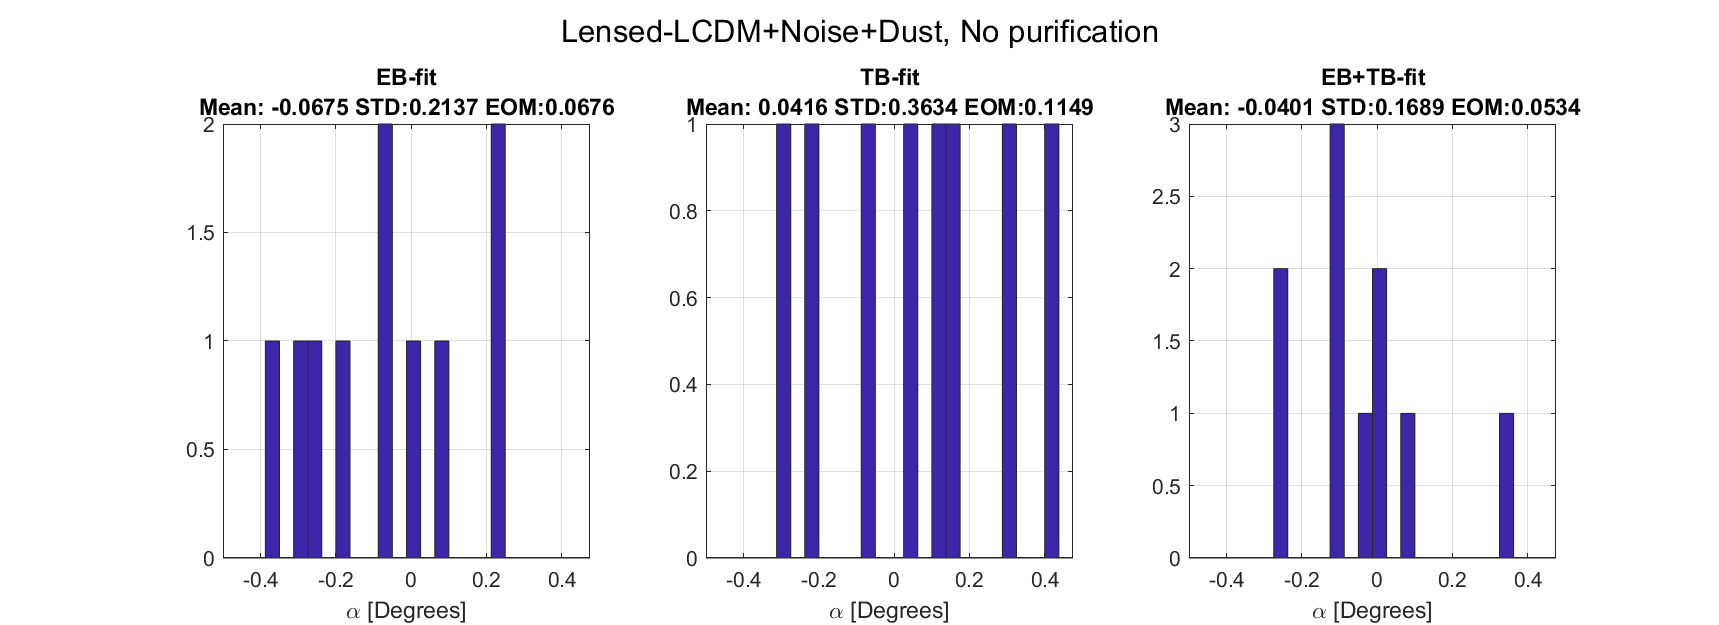 Lensed-LCDM+Noise+Dust, No purification
EB-fit
Mean: -0.0675 STD:0.2137 EOM:0.0676
2
1.5
1
0.5
0
-0.4 -0.2 0 0.2 0.4
α [Degrees]
TB-fit
Mean: 0.0416 STD:0.3634 EOM:0.1149
1
0.8
0.6
0.4
0.2
0
-0.4 -0.2 0 0.2 0.4
α [Degrees]
EB+TB-fit
Mean: -0.0401 STD:0.1689 EOM:0.0534
3
2.5
2
1.5
1
0.5
0
-0.4 -0.2 0 0.2 0.4
α [Degrees]